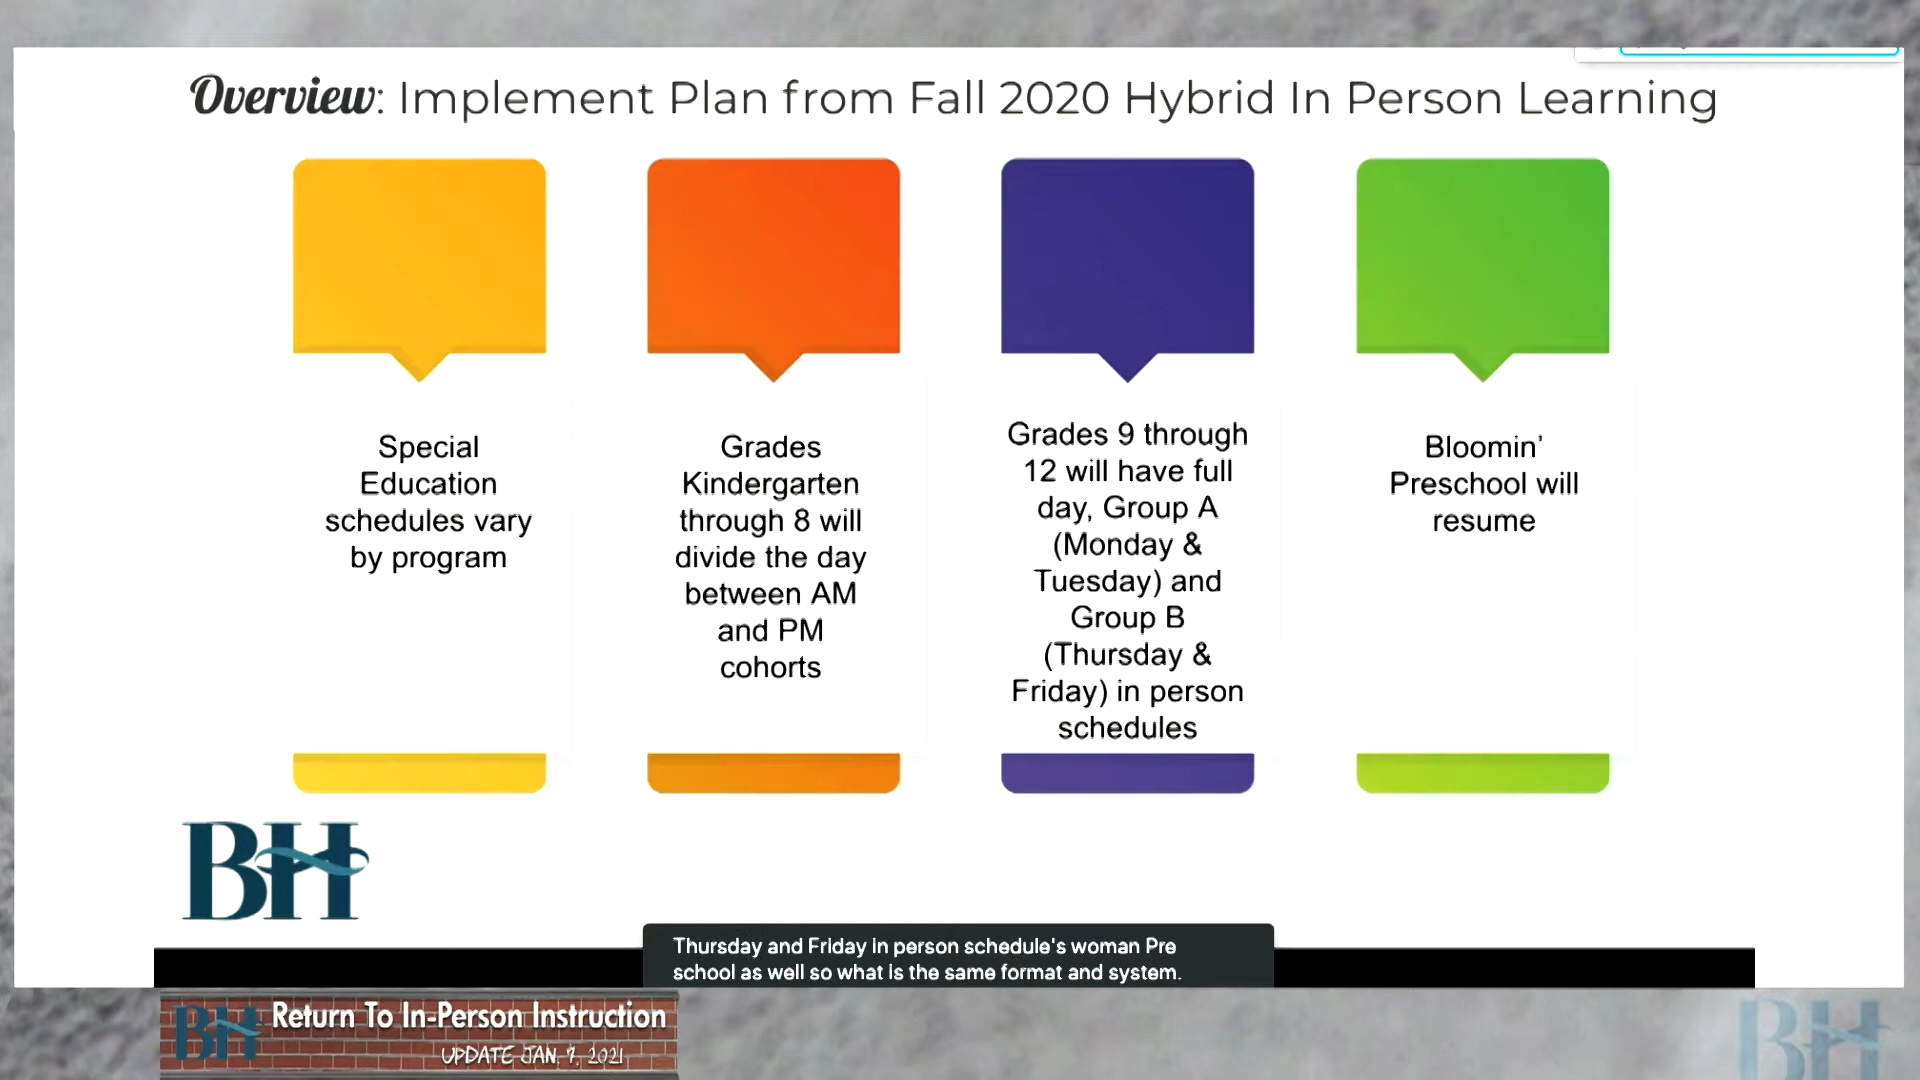 Overview: Implement Plan from Fall 2020 Hybrid In Person Learning
Special
Education
schedules vary
by program
Grades
Kindergarten
through 8 will
divide the day
between AM
and PM
cohorts
Grades 9 through
12 will have full
day, Group A
(Monday &
Tuesday) and
Group B
(Thursday &
Friday) in person
schedules
Bloomin’
Preschool will
resume
BH
Thursday and Friday in person schedule's woman Pre
school as well so what is the same format and system.
BH
Return To In-Person Instruction
UPDATE JAN. 7, 2021
BH